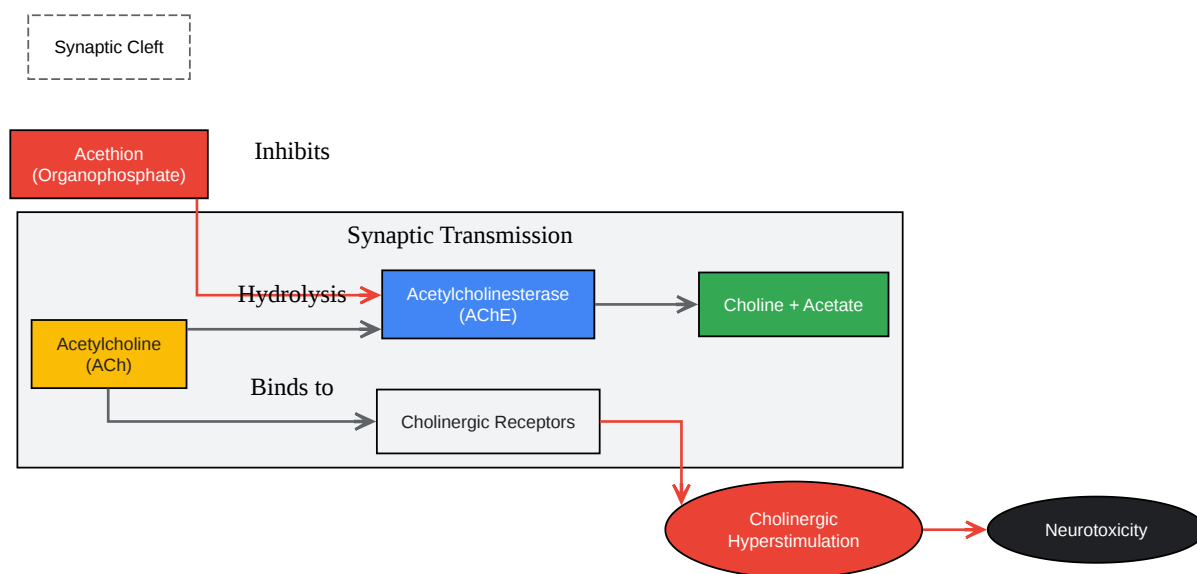 Synaptic Cleft
Acethion
(Organophosphate)
Inhibits
Synaptic Transmission
Hydrolysis
Acetylcholinesterase
(AChE)
Choline + Acetate
Acetylcholine
(ACh)
Binds to
Cholinergic Receptors
Cholinergic
Hyperstimulation
Neurotoxicity